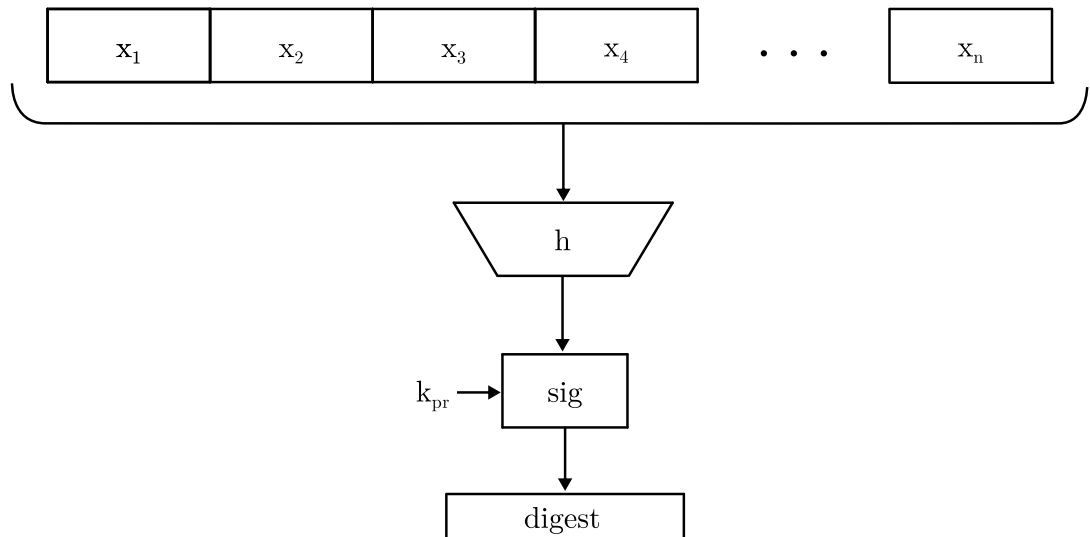 x₁ x₂ x₃ x₄ . . . xₙ
h
kₚᵣ sig
digest